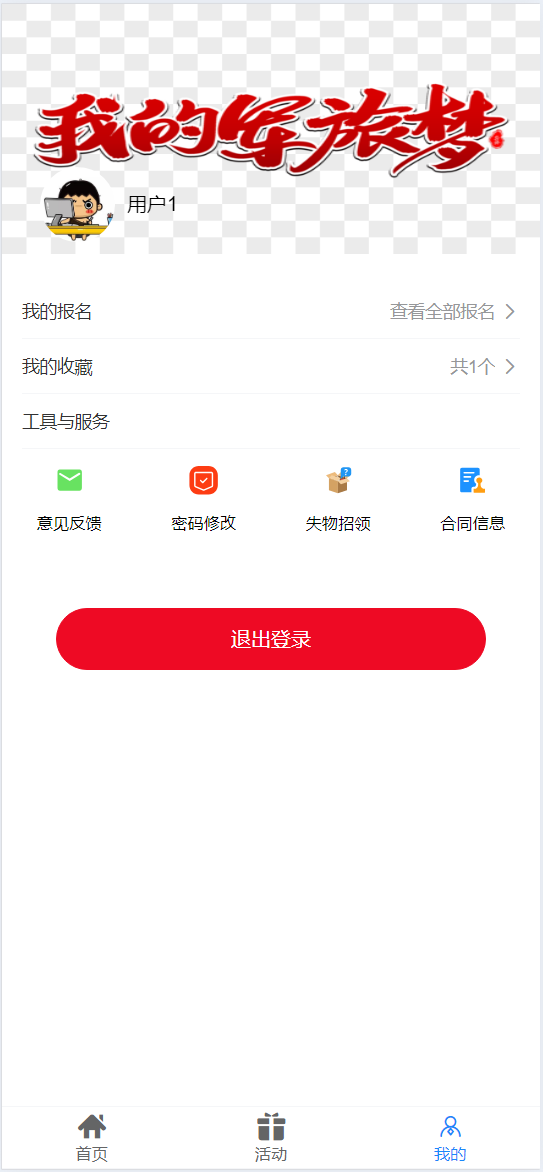 我的军旅梦
用户1
我的报名 查看全部报名
我的收藏 共1个
工具与服务
意见反馈 密码修改 失物招领 合同信息
退出登录
首页 活动 我的